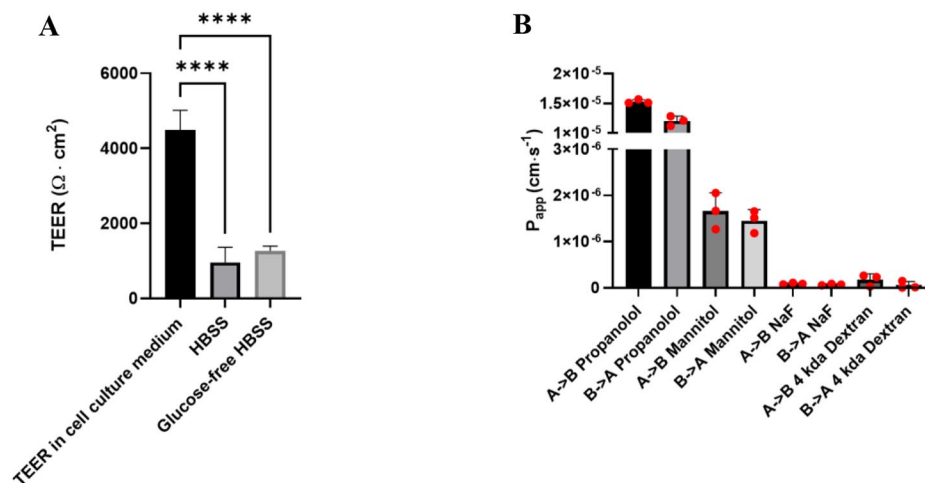 A
****
****
6000
4000
2000
0
TEER (Ω · cm²)
TEER in cell culture medium
HBSS
Glucose-free HBSS
B
2×10⁻⁵
1.5×10⁻⁵
1×10⁻⁵
3×10⁻⁶
2×10⁻⁶
1×10⁻⁶
0
Papp (cm·s⁻¹)
A->B Propanolol
B->A Propranolol
A->B Mannitol
B->A Mannitol
A->B NaF
B->A NaF
A->B 4 kda Dextran
B->A 4 kda Dextran